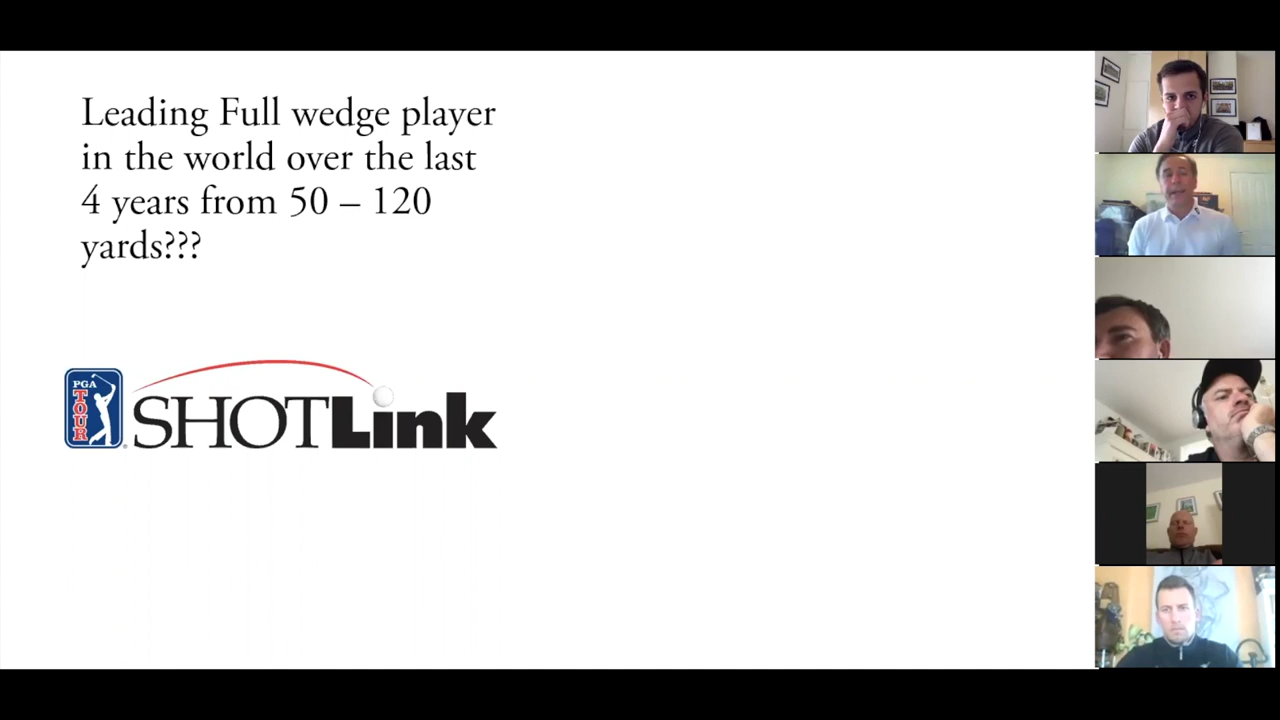 Leading Full wedge player
in the world over the last
4 years from 50 – 120
yards???
PGA
TOUR
SHOTLink